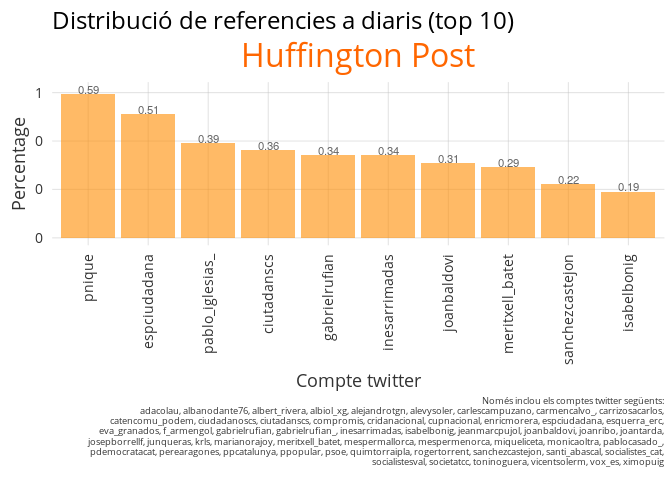 Distribució de referencies a diaris (top 10)
Huffington Post
Percentage
1
0
0
0
0.59
0.51
0.39
0.36
0.34
0.34
0.31
0.29
0.22
0.19
pnique
espciudadana
pablo_iglesias_
ciutadanscs
gabrielrufian
inesarrimadas
joanbaldovi
meritxell_batet
sanchezcastejon
isabelbonig
Compte twitter
Només inclou els comptes twitter següents:
adacolau, albanodante76, albert_rivera, albiol_xg, alejandrotgn, alevysoler, carlescampuzano, carmencalvo_, carrizosacarlos,
catencomu_podem, ciudadanoscs, ciutadanscs, compromis, cridanacional, cupnacional, enricmorera, espciudadana, esquerra_erc,
eva_granados, f_armengol, gabrielrufian, gabrielrufian_, inesarrimadas, isabelbonig, jeanmarcpujol, joanbaldovi, joanribo, joantarda,
josepborrellf, junqueras, krls, marianorajoy, meritxell_batet, mespermallorca, mespermenorca, miqueliceta, monicaoltra, pablocasado_,
pdemocratacat, perearagones, ppcatalunya, ppopular, psoe, quimtorraipla, rogertorrent, sanchezcastejon, santi_abascal, socialistes_cat,
socialistesval, societatcc, toninoguera, vicentsolerm, vox_es, ximopuig